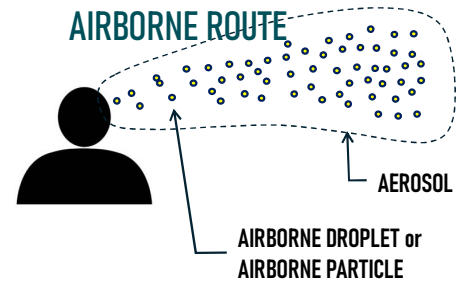 AIRBORNE ROUTE
AEROSOL
AIRBORNE DROPLET or
AIRBORNE PARTICLE